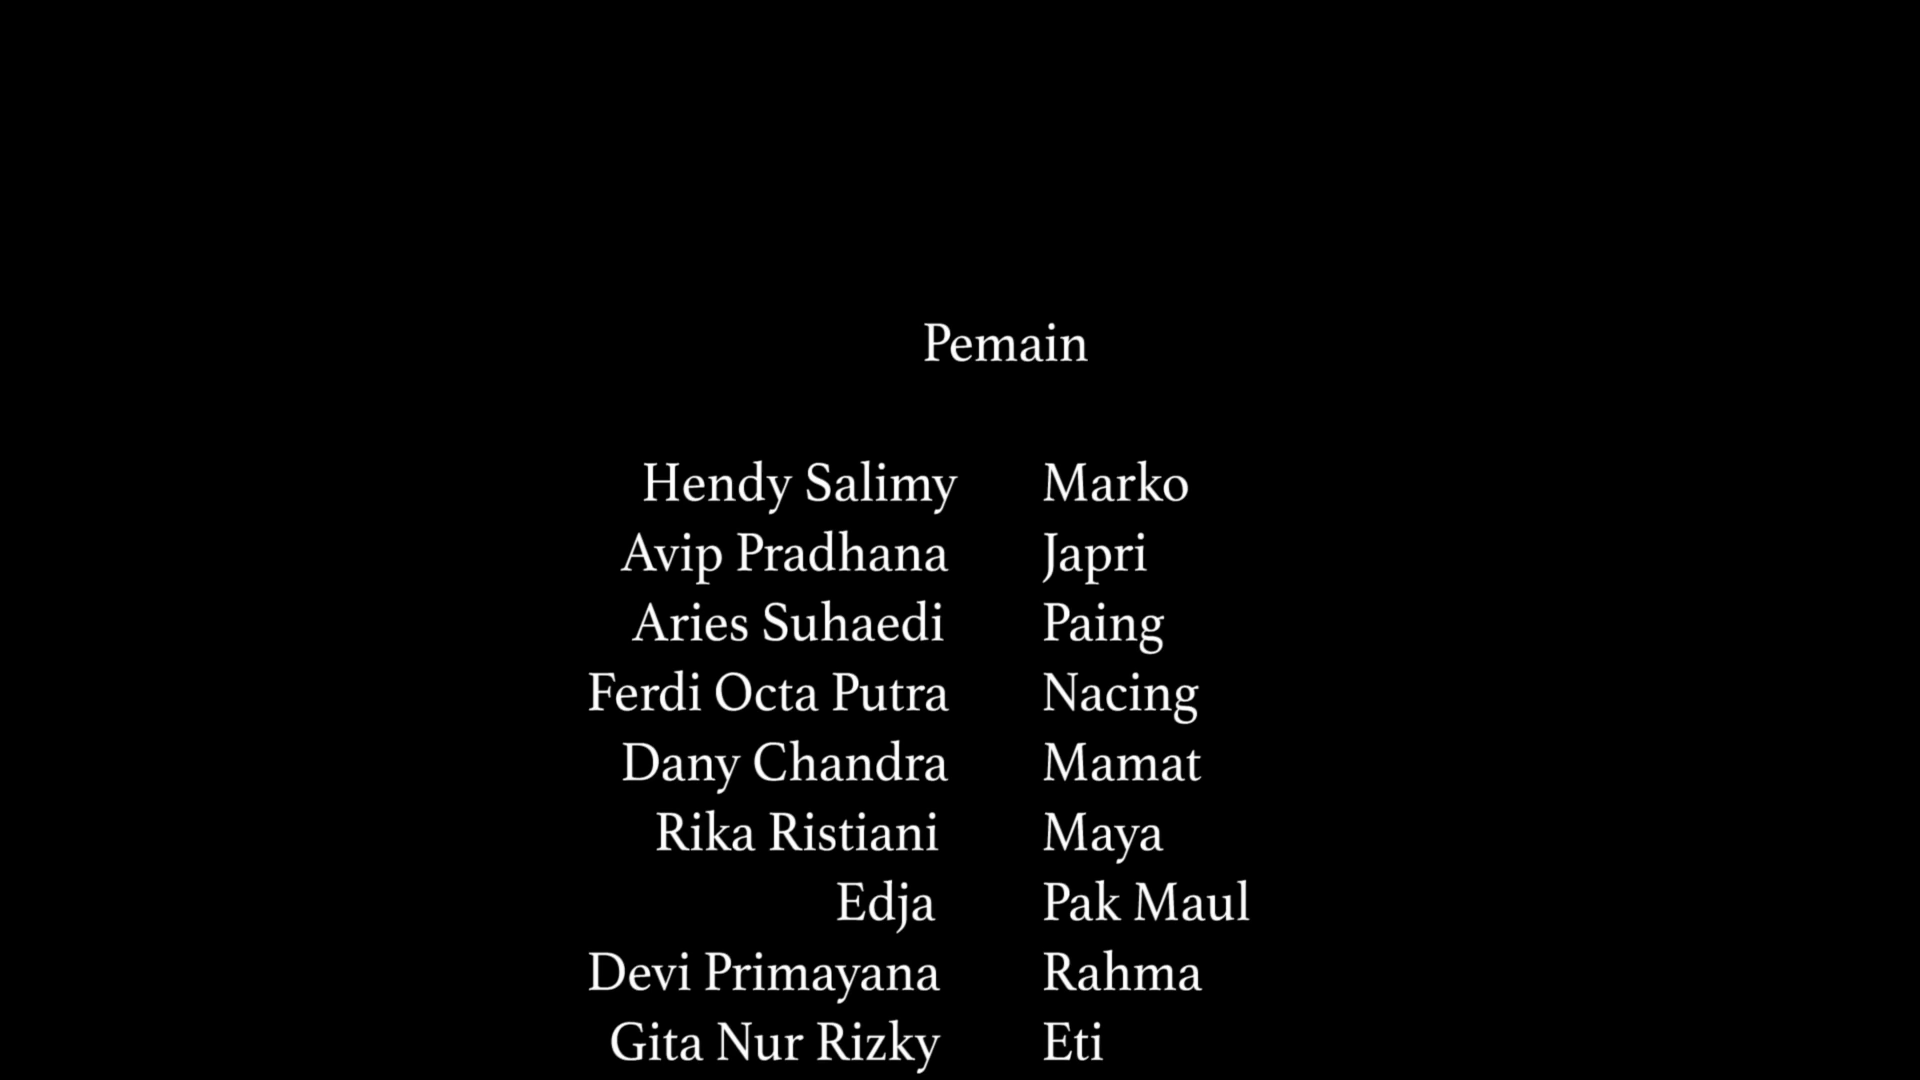 Pemain
Hendy Salimy Marko
Avip Pradhana Japri
Aries Suhaedi Paing
Ferdi Octa Putra Nacing
Dany Chandra Mamat
Rika Ristiani Maya
Edja Pak Maul
Devi Primayana Rahma
Gita Nur Rizky Eti